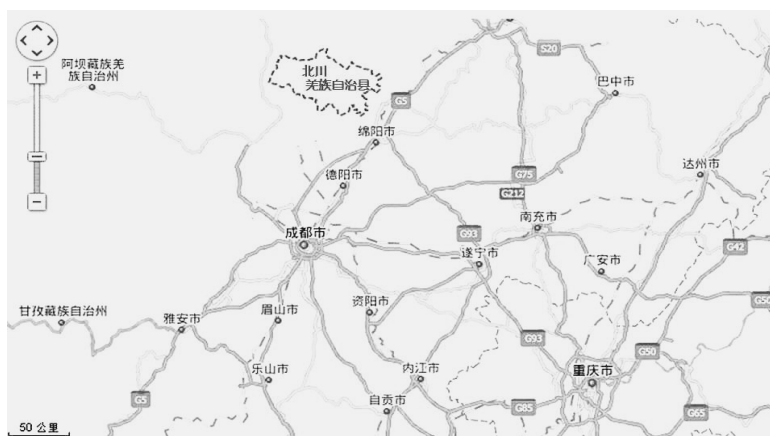 S20
阿坝藏族羌
族自治州
北川
羌族自治县
巴中市
G5
绵阳市
达州市
德阳市
G75
G212
南充市
成都市
G93
遂宁市
G42
广安市
甘孜藏族自治州
雅安市
眉山市
资阳市
G50
G93
G50
乐山市
内江市
重庆市
G5
自贡市
G85
G65
50 公里